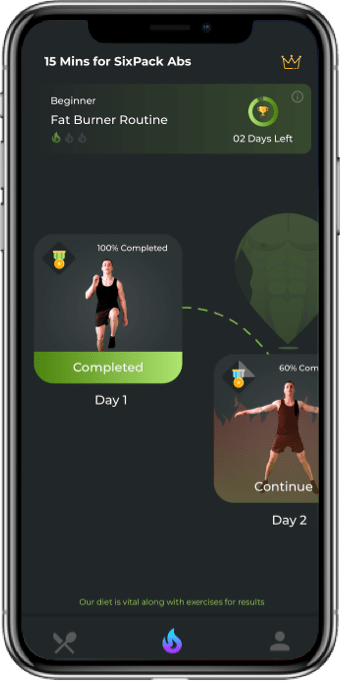 15 Mins for SixPack Abs
Beginner
Fat Burner Routine
02 Days Left
100% Completed
Completed
Day 1
60% Com
Continue
Day 2
Our diet is vital along with exercises for results